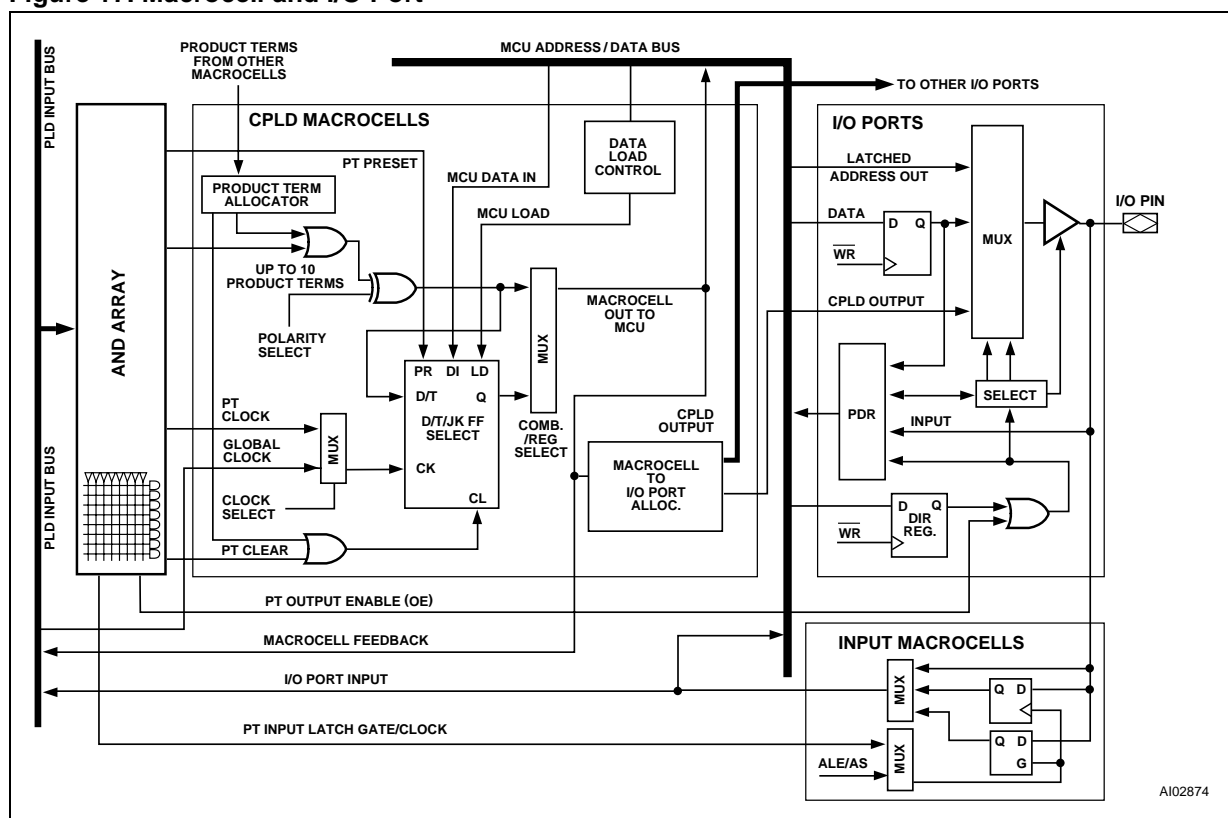 PRODUCT TERMS
FROM OTHER
MACROCELLS
MCU ADDRESS / DATA BUS
TO OTHER I/O PORTS
PLD INPUT BUS
CPLD MACROCELLS
I/O PORTS
PT PRESET
MCU DATA IN
DATA
LOAD
CONTROL
LATCHED
ADDRESS OUT
PRODUCT TERM
ALLOCATOR
MCU LOAD
I/O PIN
DATA
D Q
MUX
WR
UP TO 10
PRODUCT TERMS
MACROCELL
OUT TO
MCU
CPLD OUTPUT
POLARITY
SELECT
MUX
AND ARRAY
PR DI LD
D/T Q
D/T/JK FF
SELECT
COMB.
/REG
SELECT
CK
CL
PT
CLOCK
GLOBAL
CLOCK
MUX
CLOCK
SELECT
PT CLEAR
CPLD
OUTPUT
MACROCELL
TO
I/O PORT
ALLOC.
PDR
SELECT
INPUT
D Q
DIR
REG.
WR
PLD INPUT BUS
PT OUTPUT ENABLE (OE)
MACROCELL FEEDBACK
INPUT MACROCELLS
I/O PORT INPUT
MUX
Q D
PT INPUT LATCH GATE/CLOCK
Q D
G
MUX
ALE/AS
AI02874